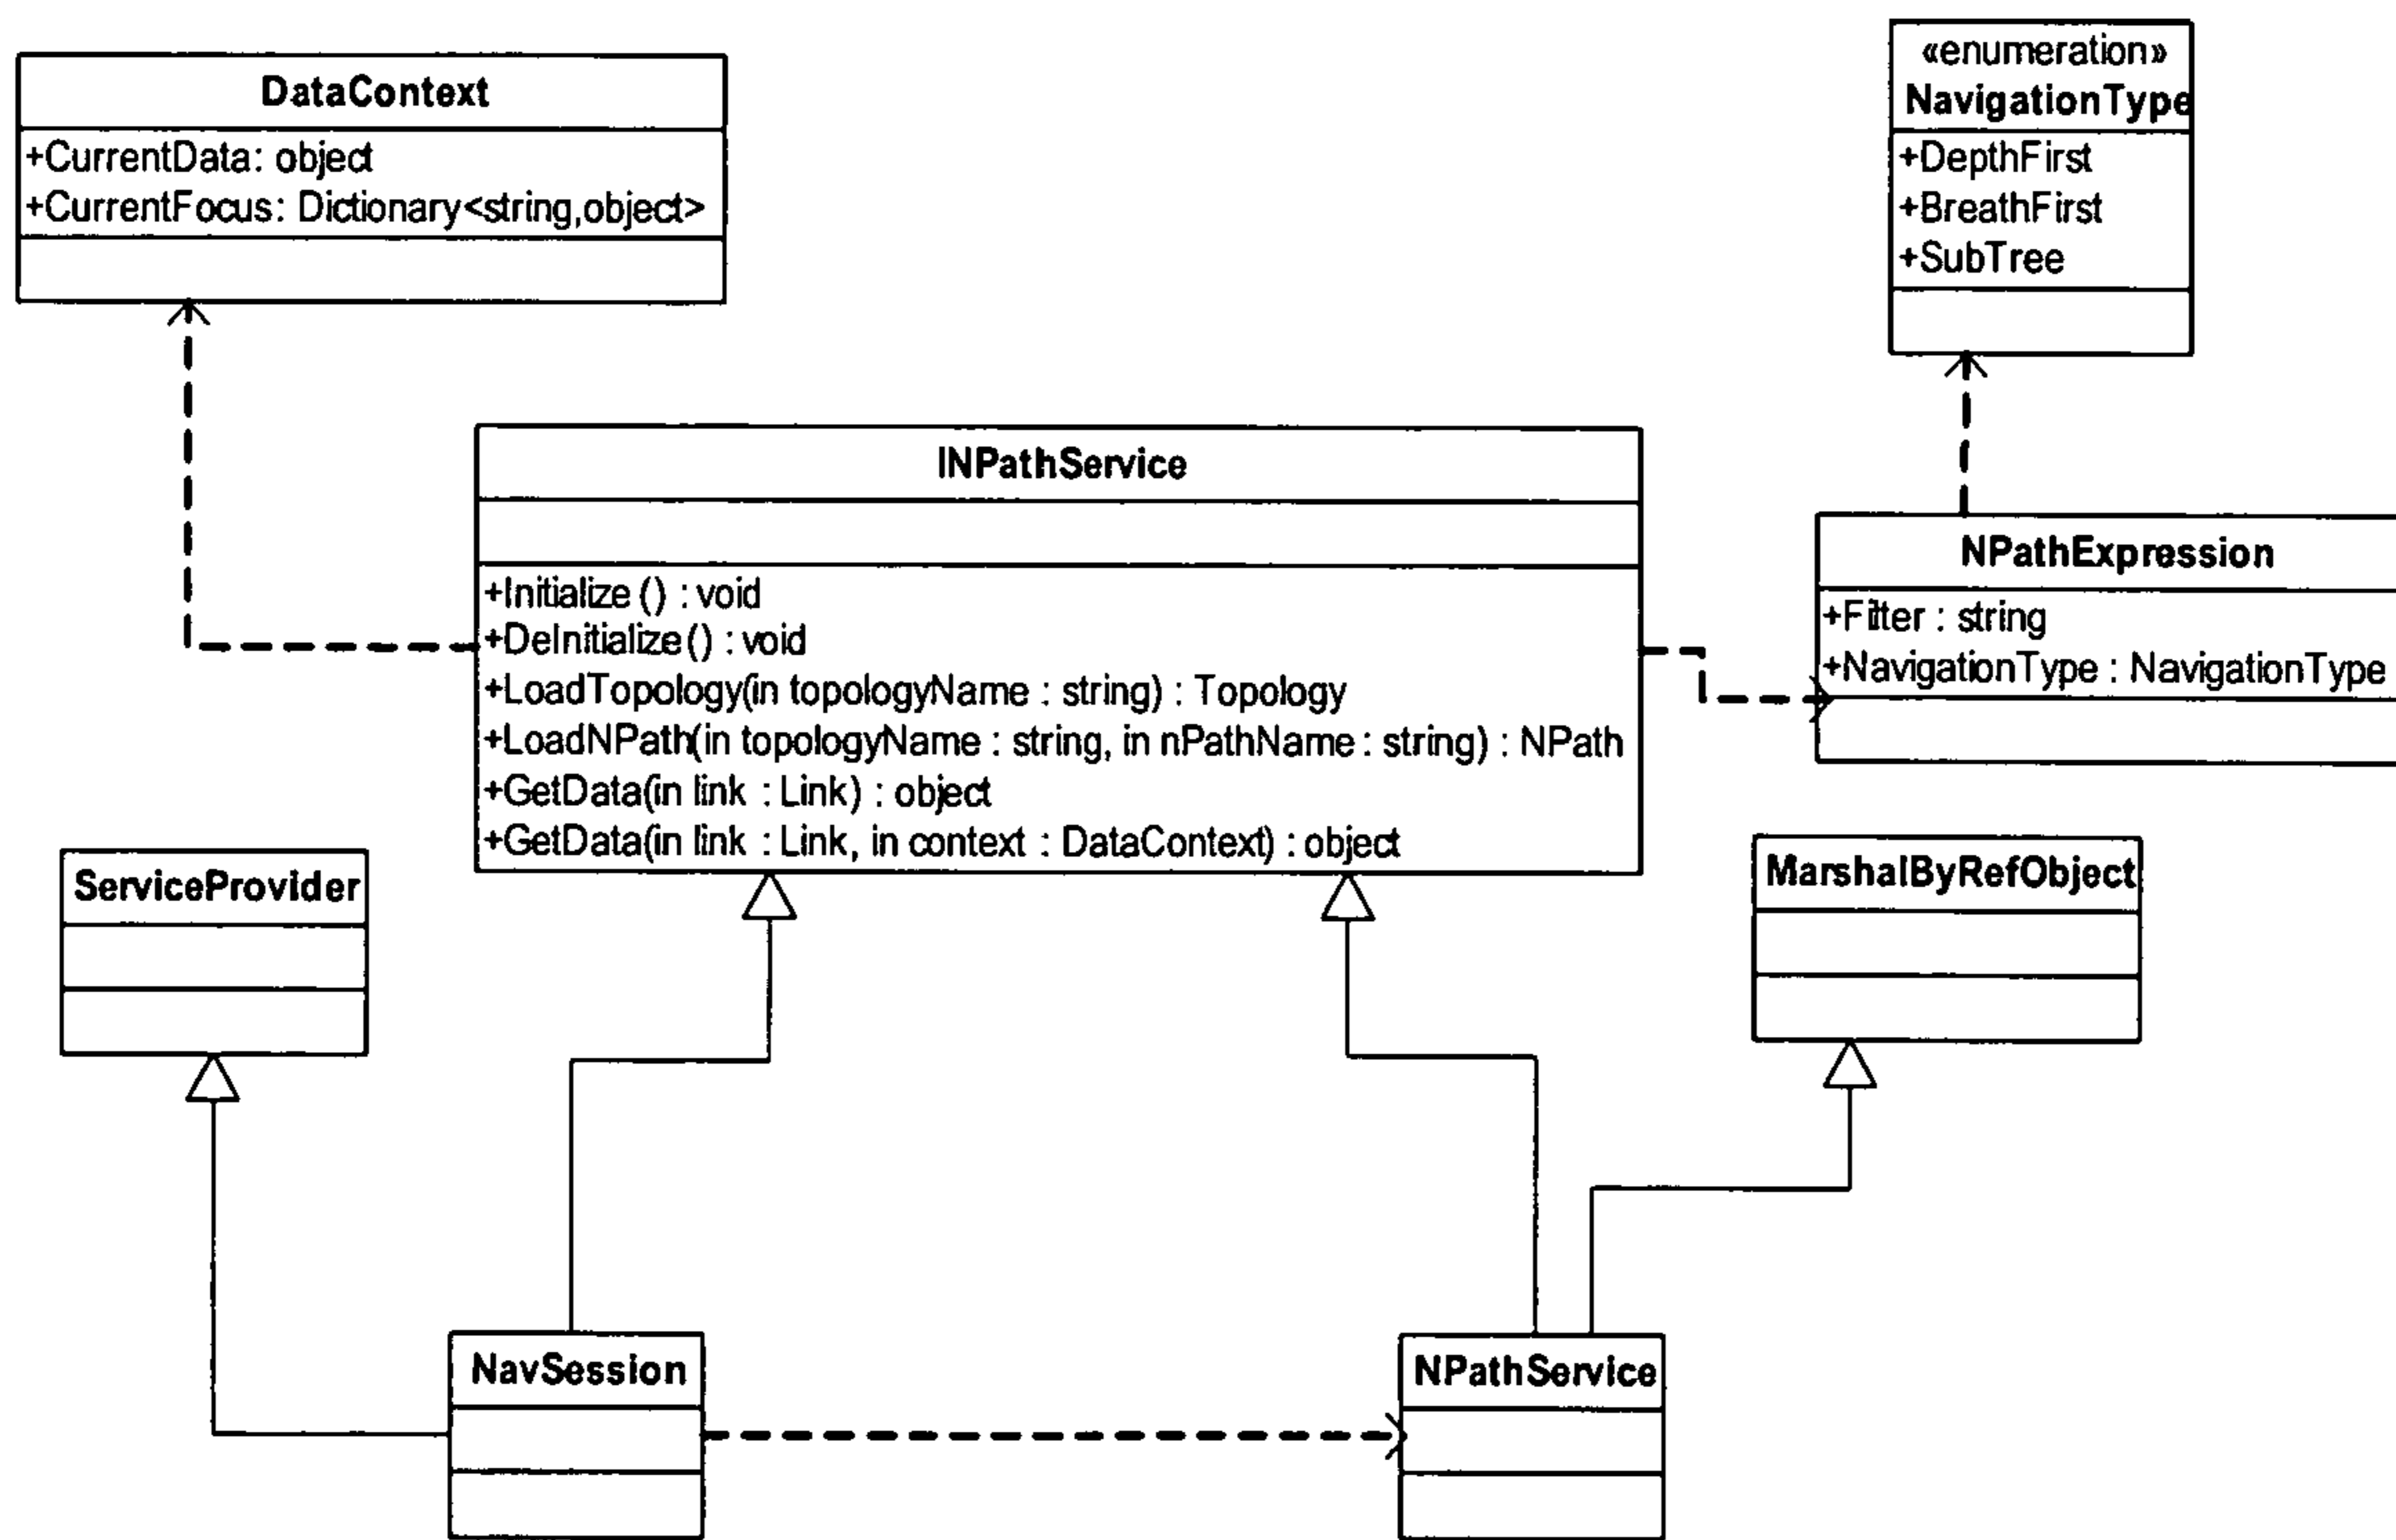 DataContext
+CurrentData: object
+CurrentFocus: Dictionary<string,object>
«enumeration»
NavigationType
+DepthFirst
+BreathFirst
+SubTree
INPathService
+Initialize () : void
+DeInitialize() : void
+LoadTopology(in topologyName : string) : Topology
+LoadNPath(in topologyName : string, in nPathName : string) : NPath
+GetData(in link : Link) : object
+GetData(in link : Link, in context : DataContext) : object
NPathExpression
+Filter : string
+NavigationType : NavigationType
ServiceProvider
MarshalByRefObject
NavSession
NPathService